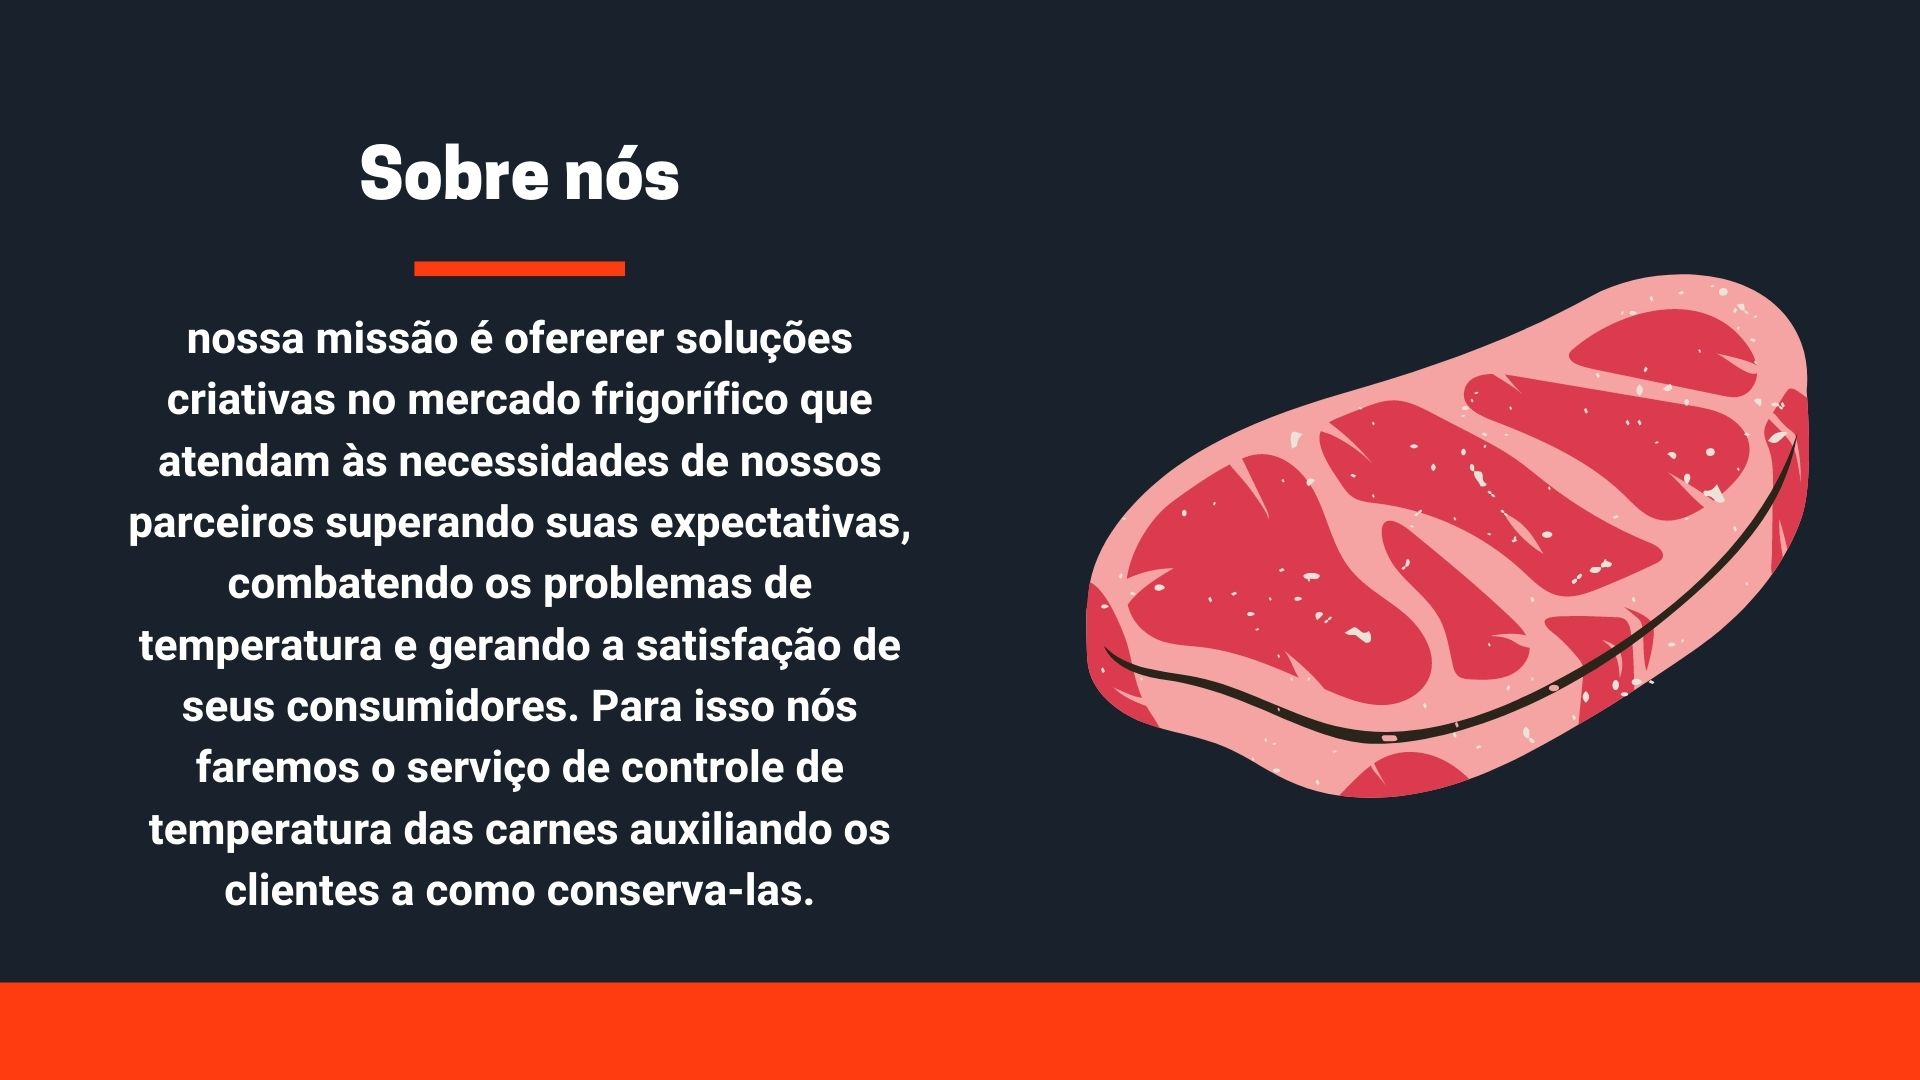 Sobre nós
nossa missão é ofererer soluções
criativas no mercado frigorífico que
atendam às necessidades de nossos
parceiros superando suas expectativas,
combatendo os problemas de
temperatura e gerando a satisfação de
seus consumidores. Para isso nós
faremos o serviço de controle de
temperatura das carnes auxiliando os
clientes a como conserva-las.